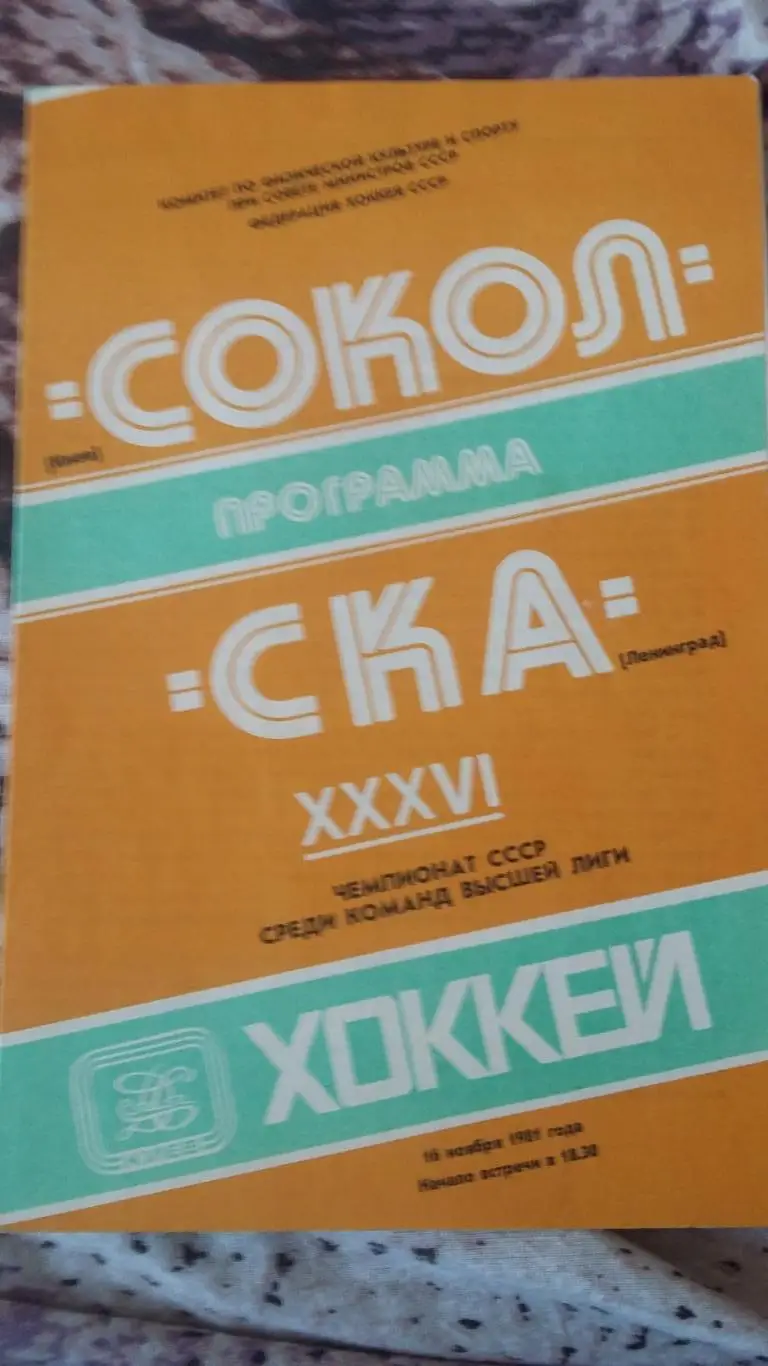 КОМИТЕТ ПО ФИЗИЧЕСКОЙ КУЛЬТУРЕ И СПОРТУ
ПРИ СОВЕТЕ МИНИСТРОВ СССР
ФЕДЕРАЦИЯ ХОККЕЯ СССР
"СОКОЛ"
(Киев)
ПРОГРАММА
"СКА"
(Ленинград)
XXXVI
ЧЕМПИОНАТ СССР
СРЕДИ КОМАНД ВЫСШЕЙ ЛИГИ
ХОККЕЙ
КИЕВ
16 ноября 1981 года
Начало встречи в 18.30